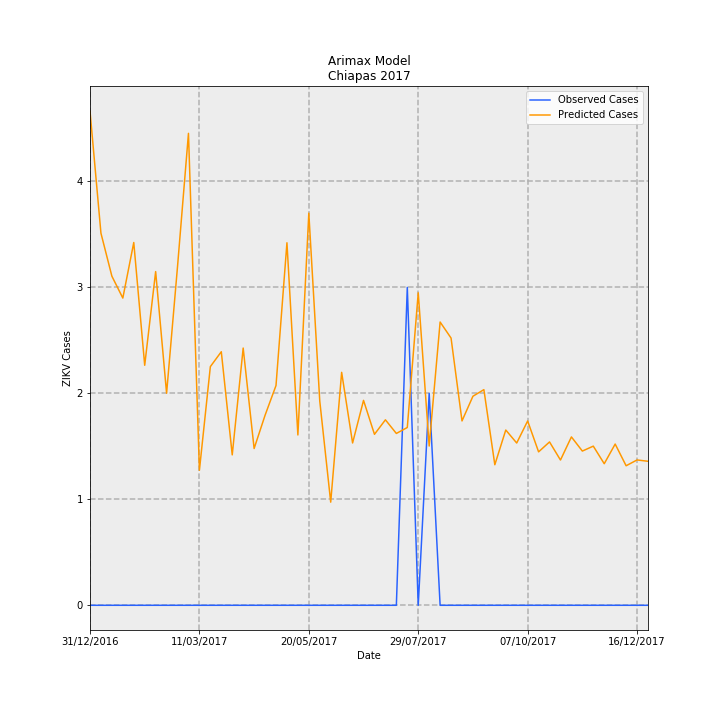 Arimax Model
Chiapas 2017
Observed Cases
Predicted Cases
ZIKV Cases
4
3
2
1
0
31/12/2016
11/03/2017
20/05/2017
29/07/2017
07/10/2017
16/12/2017
Date